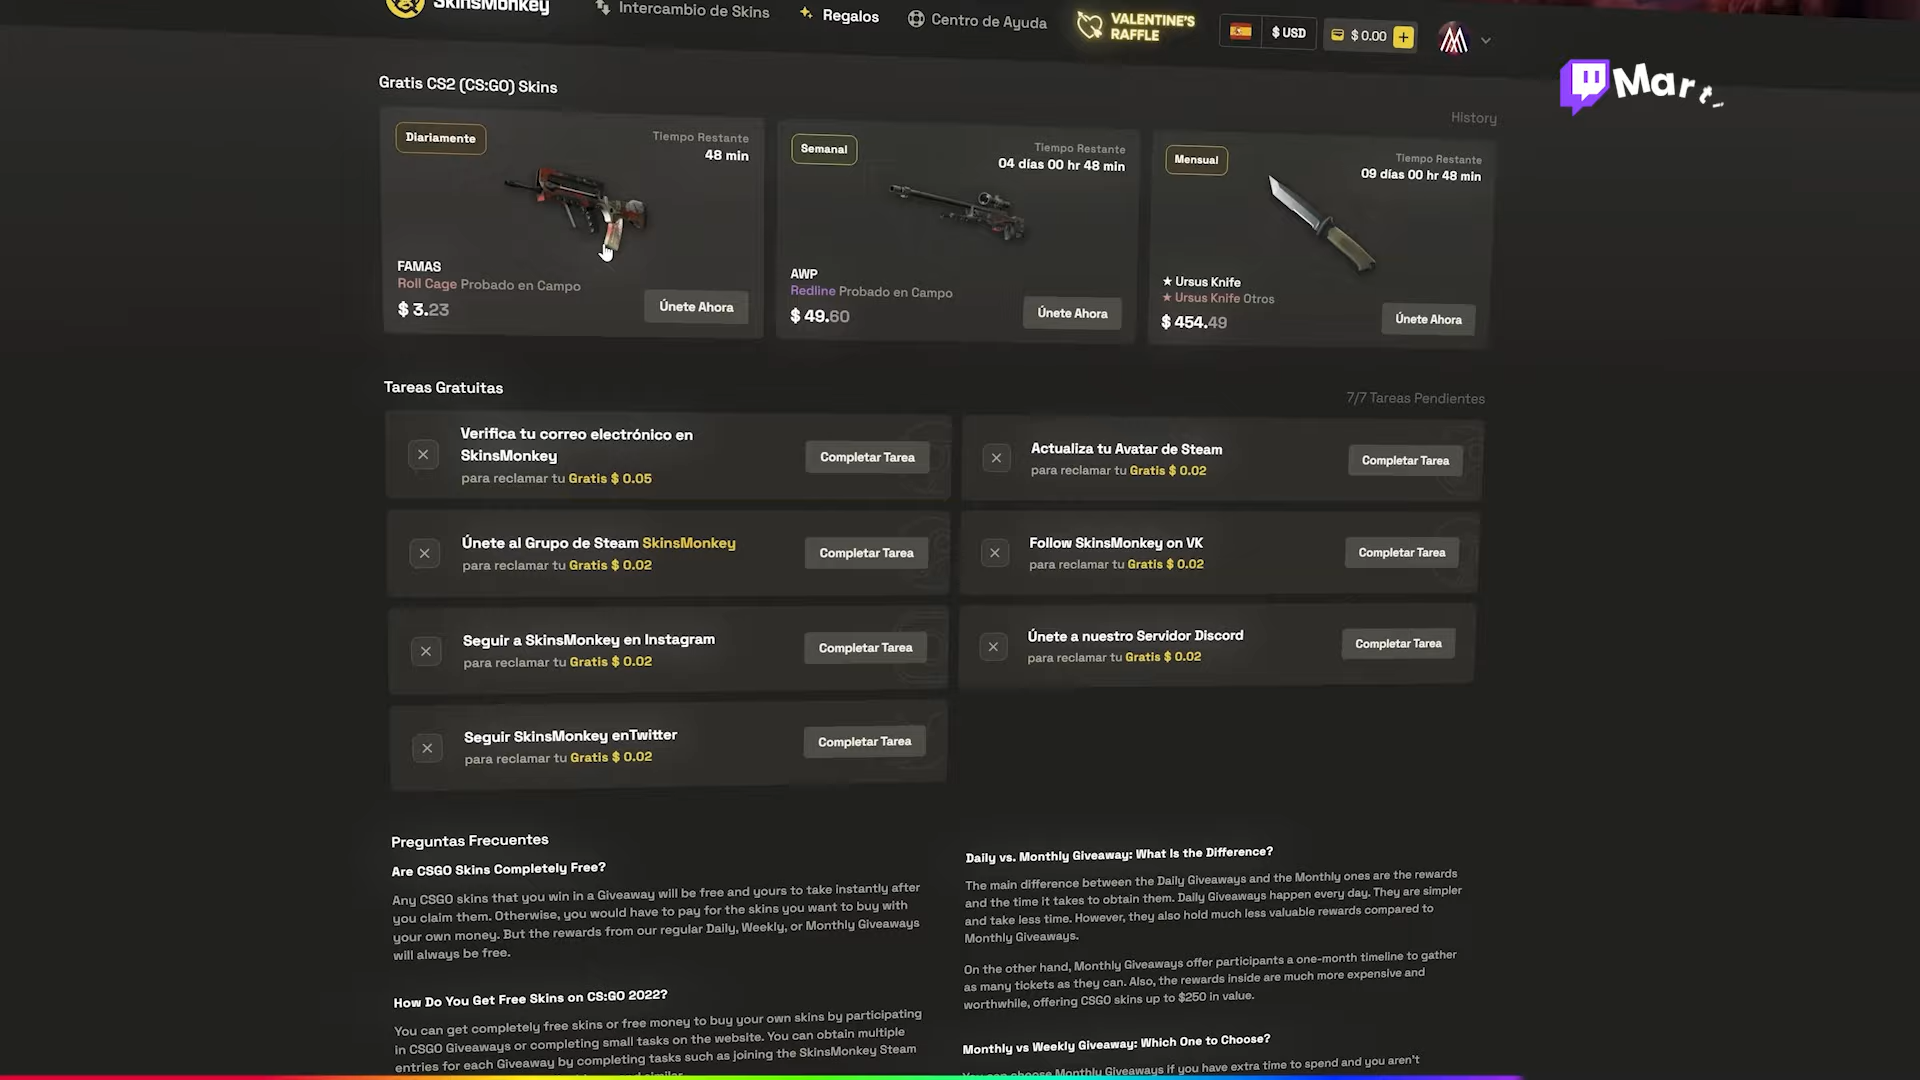 SkinsMonkey
Intercambio de Skins
Regalos
Centro de Ayuda
VALENTINE'S
RAFFLE
$ USD
$ 0.00
Mart
Gratis CS2 (CS:GO) Skins
History
Diariamente
Tiempo Restante
48 min
FAMAS
Roll Cage Probado en Campo
$ 3.23
Únete Ahora
Semanal
Tiempo Restante
04 días 00 hr 48 min
AWP
Redline Probado en Campo
$ 49.60
Únete Ahora
Mensual
Tiempo Restante
09 días 00 hr 48 min
★ Ursus Knife
★ Ursus Knife Otros
$ 454.49
Únete Ahora
Tareas Gratuitas
7/7 Tareas Pendientes
Verifica tu correo electrónico en
SkinsMonkey
para reclamar tu Gratis $ 0.05
Completar Tarea
Actualiza tu Avatar de Steam
para reclamar tu Gratis $ 0.02
Completar Tarea
Únete al Grupo de Steam SkinsMonkey
para reclamar tu Gratis $ 0.02
Completar Tarea
Follow SkinsMonkey on VK
para reclamar tu Gratis $ 0.02
Completar Tarea
Seguir a SkinsMonkey en Instagram
para reclamar tu Gratis $ 0.02
Completar Tarea
Únete a nuestro Servidor Discord
para reclamar tu Gratis $ 0.02
Completar Tarea
Seguir SkinsMonkey enTwitter
para reclamar tu Gratis $ 0.02
Completar Tarea
Preguntas Frecuentes
Are CSGO Skins Completely Free?
Any CSGO skins that you win in a Giveaway will be free and yours to take instantly after
you claim them. Otherwise, you would have to pay for the skins you want to buy with
your own money. But the rewards from our regular Daily, Weekly, or Monthly Giveaways
will always be free.
How Do You Get Free Skins on CS:GO 2022?
You can get completely free skins or free money to buy your own skins by participating
in CSGO Giveaways or completing small tasks on the website. You can obtain multiple
entries for each Giveaway by completing tasks such as joining the SkinsMonkey Steam
Daily vs. Monthly Giveaway: What Is the Difference?
The main difference between the Daily Giveaways and the Monthly ones are the rewards
and the time it takes to obtain them. Daily Giveaways happen every day. They are simpler
and take less time. However, they also hold much less valuable rewards compared to
Monthly Giveaways.
On the other hand, Monthly Giveaways offer participants a one-month timeline to gather
as many tickets as they can. Also, the rewards inside are much more expensive and
worthwhile, offering CSGO skins up to $250 in value.
Monthly vs Weekly Giveaway: Which One to Choose?
You can choose Monthly Giveaways if you have extra time to spend and you aren't